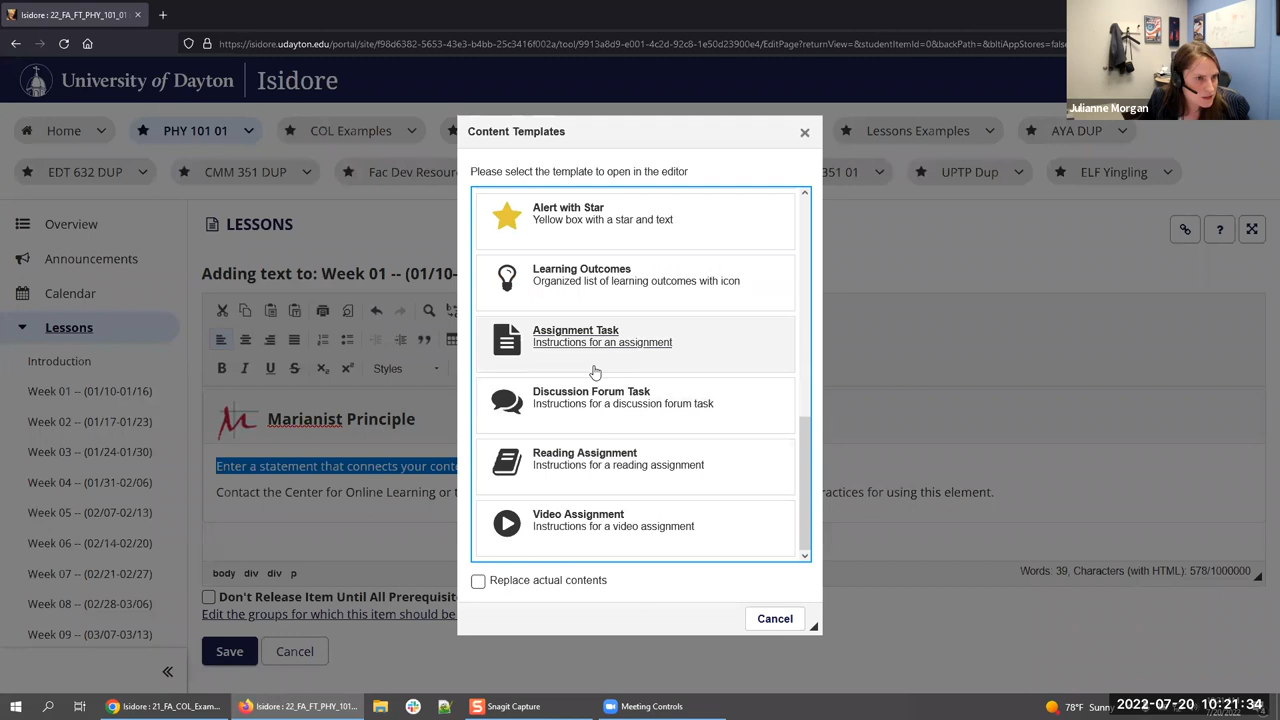 Isidore : 22_FA_FT_PHY_101_01
https://isidore.udayton.edu/portal/site/f98d6382-5653-45e3-b4bb-25c3416f002a/tool/9913a8d9-e001-4c2d-92c8-1e50d23900e4/EditPage?returnView=&studentItemId=0&backPath=&bltiAppStores=fals
Julianne Morgan
University of Dayton Isidore
Home
PHY 101 01
COL Examples
Lessons Examples
AYA DUP
EDT 632 DUP
CMM 351 DUP
Fac Dev Resour
351 01
UPTP Dup
ELF Yingling
Overview
Announcements
Calendar
Lessons
Introduction
Week 01 -- (01/10-01/16)
Week 02 -- (01/17-01/23)
Week 03 -- (01/24-01/30)
Week 04 -- (01/31-02/06)
Week 05 -- (02/07-02/13)
Week 06 -- (02/14-02/20)
Week 07 -- (02/21-02/27)
Week 08 -- (02/28-03/06)
Week 09 -- (03/07-03/13)
LESSONS
Adding text to: Week 01 -- (01/10-
B I U S X₂ X² Styles
Marianist Principle
Enter a statement that connects your conte
Contact the Center for Online Learning or t
ractices for using this element.
body div div p
Words: 39, Characters (with HTML): 578/1000000
Don't Release Item Until All Prerequisite
Edit the groups for which this item should be
Save
Cancel
Content Templates
Please select the template to open in the editor
Alert with Star
Yellow box with a star and text
Learning Outcomes
Organized list of learning outcomes with icon
Assignment Task
Instructions for an assignment
Discussion Forum Task
Instructions for a discussion forum task
Reading Assignment
Instructions for a reading assignment
Video Assignment
Instructions for a video assignment
Replace actual contents
Cancel
Isidore : 21_FA_COL_Exam...
Isidore : 22_FA_FT_PHY_101...
Snagit Capture
Meeting Controls
78°F Sunny
2022-07-20 10:21:34